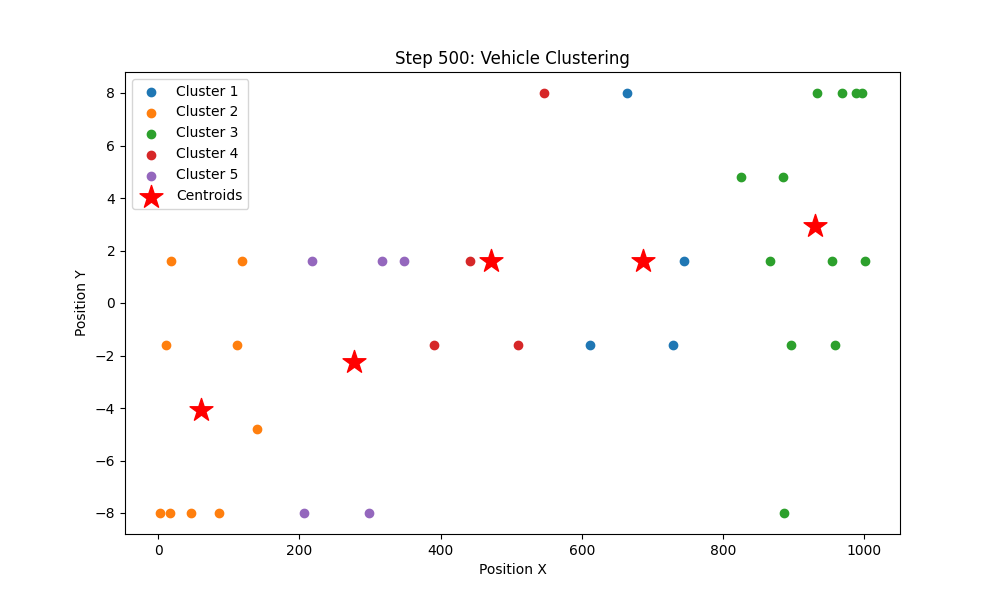 Step 500: Vehicle Clustering
Cluster 1
Cluster 2
Cluster 3
Cluster 4
Cluster 5
Centroids
8
6
4
2
0
−2
−4
−6
−8
Position Y
0 200 400 600 800 1000
Position X